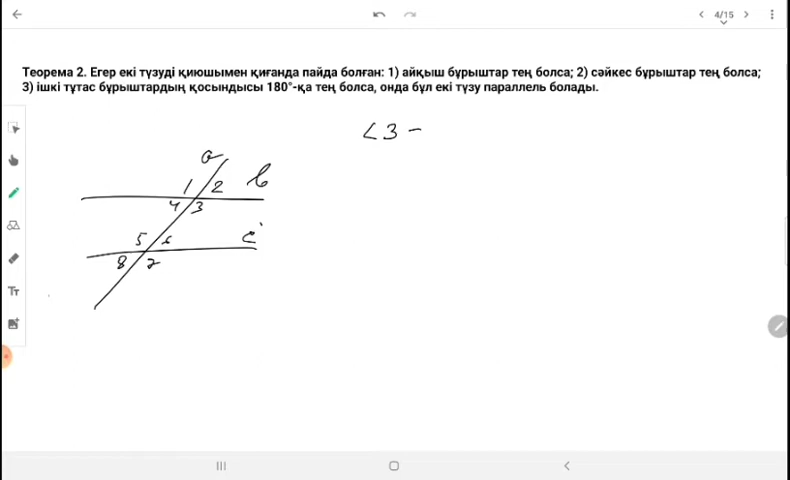 4/15
Теорема 2. Егер екі түзуді қиюшымен қиғанда пайда болған: 1) айқыш бұрыштар тең болса; 2) сәйкес бұрыштар тең болса;
3) ішкі тұтас бұрыштардың қосындысы 180°-қа тең болса, онда бұл екі түзу параллель болады.
∠3 -
a
1 2 b
4 3
5 6 c
8 7
Tт